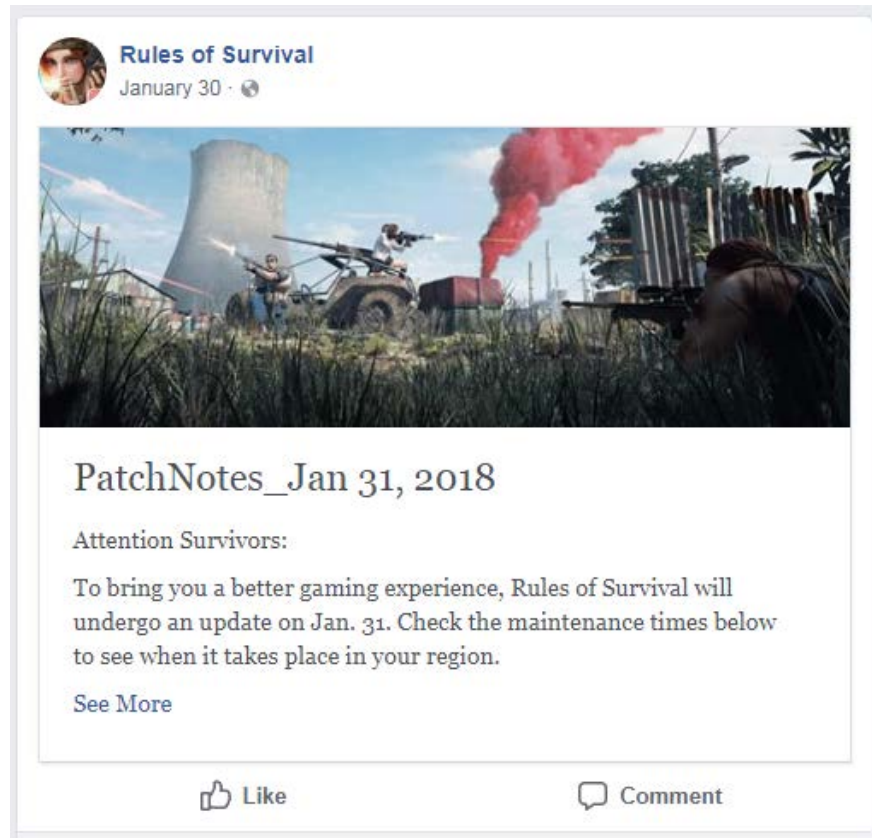 Rules of Survival
January 30 ·
PatchNotes_Jan 31, 2018
Attention Survivors:
To bring you a better gaming experience, Rules of Survival will
undergo an update on Jan. 31. Check the maintenance times below
to see when it takes place in your region.
See More
Like
Comment